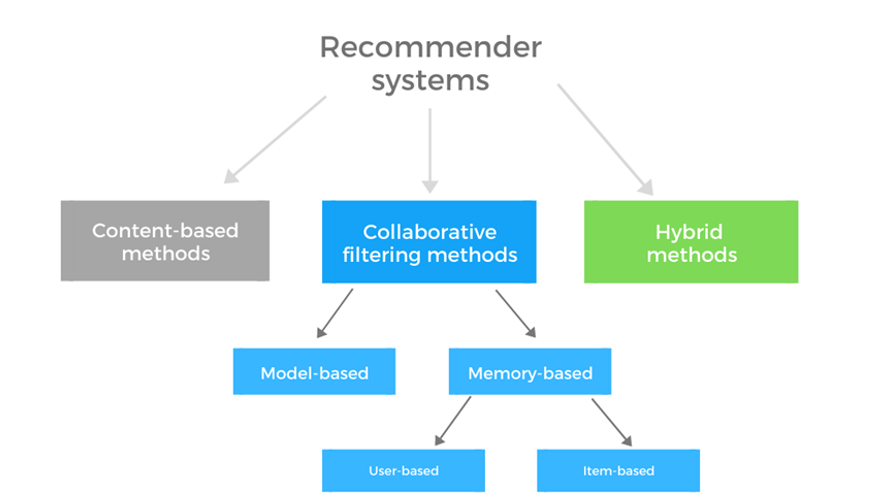 Recommender
systems
Content-based
methods
Collaborative
filtering methods
Hybrid
methods
Model-based
Memory-based
User-based
Item-based